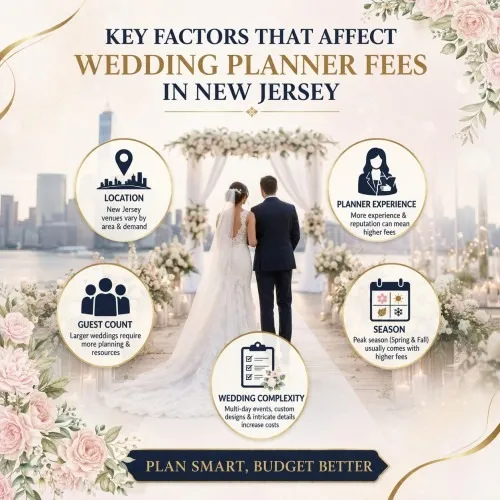 KEY FACTORS THAT AFFECT
WEDDING PLANNER FEES
IN NEW JERSEY
LOCATION
New Jersey
venues vary by
area & demand
PLANNER EXPERIENCE
More experience &
reputation can mean
higher fees
GUEST COUNT
Larger weddings require
more planning &
resources
SEASON
Peak season (Spring & Fall)
usually comes with
higher fees
WEDDING COMPLEXITY
Multi-day events, custom
designs & intricate details
increase costs
PLAN SMART, BUDGET BETTER